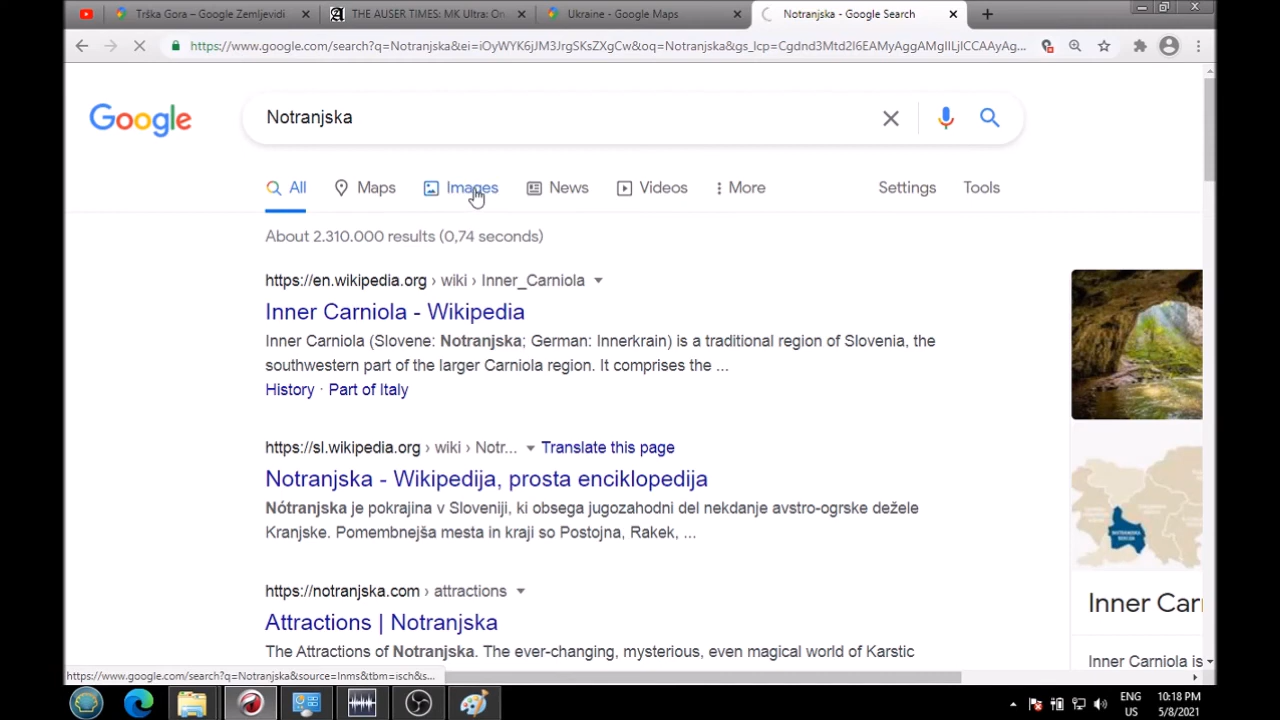 Trška Gora – Google Zemljevidi
THE AUSER TIMES: MK Ultra: On
Ukraine - Google Maps
Notranjska - Google Search
https://www.google.com/search?q=Notranjska&ei=iOyWYK6jJM3JrgSKsZXgCw&oq=Notranjska&gs_lcp=Cgdnd3Mtd2l6EAMyAggAMgIILjICCAAyAg...
Google
Notranjska
All
Maps
Images
News
Videos
More
Settings
Tools
About 2.310.000 results (0,74 seconds)
https://en.wikipedia.org › wiki › Inner_Carniola
Inner Carniola - Wikipedia
Inner Carniola (Slovene: Notranjska; German: Innerkrain) is a traditional region of Slovenia, the
southwestern part of the larger Carniola region. It comprises the ...
History · Part of Italy
https://sl.wikipedia.org › wiki › Notr... Translate this page
Notranjska - Wikipedija, prosta enciklopedija
Nótranjska je pokrajina v Sloveniji, ki obsega jugozahodni del nekdanje avstro-ogrske dežele
Kranjske. Pomembnejša mesta in kraji so Postojna, Rakek, ...
https://notranjska.com › attractions
Attractions | Notranjska
The Attractions of Notranjska. The ever-changing, mysterious, even magical world of Karstic
Inner Car
Inner Carniola is
https://www.google.com/search?q=Notranjska&source=lnms&tbm=isch&s...
ENG
US
10:18 PM
5/8/2021